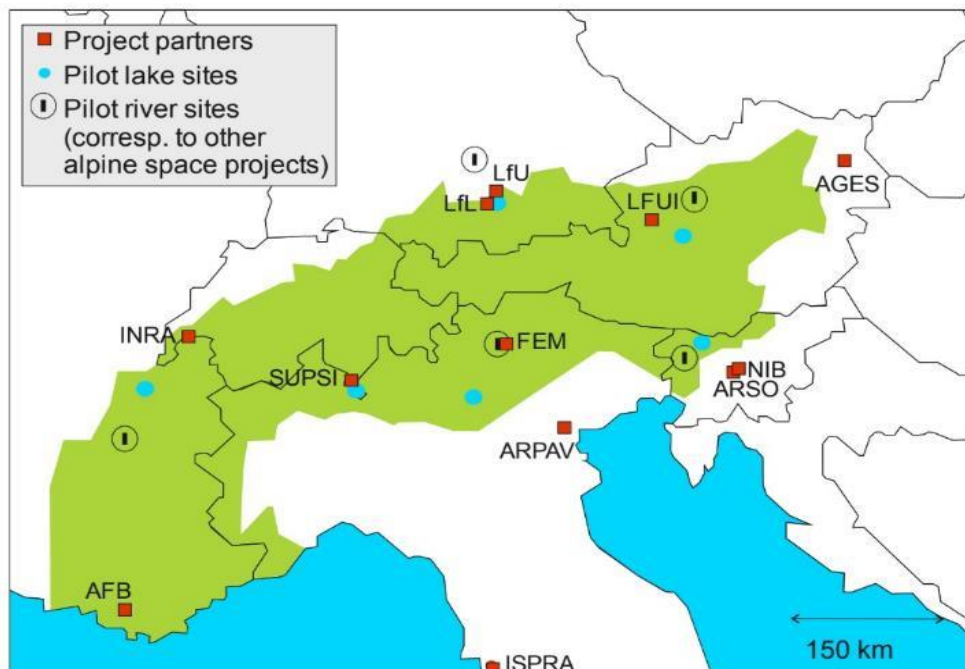 Project partners
Pilot lake sites
Pilot river sites
(corresp. to other
alpine space projects)
LfU
LfL
LFUI
AGES
INRA
FEM
SUPSI
NIB
ARSO
ARPAV
AFB
150 km
ISPRA